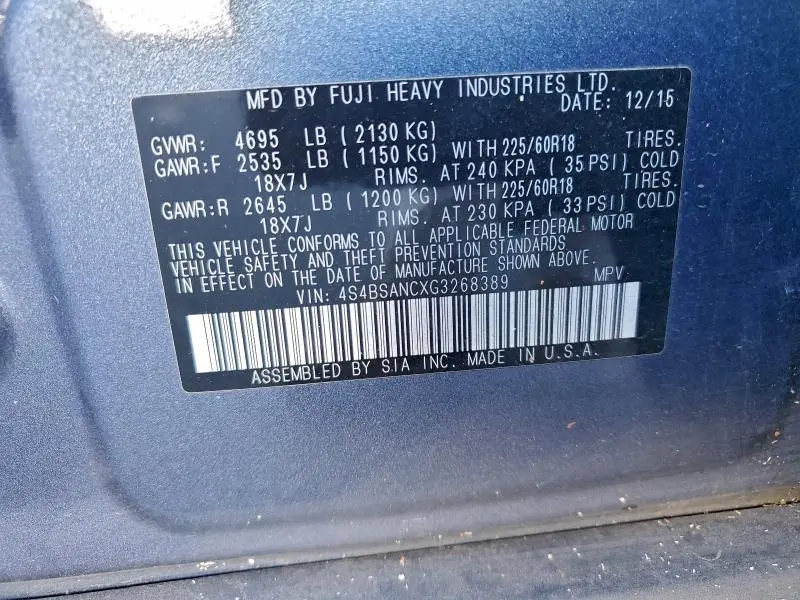 MFD BY FUJI HEAVY INDUSTRIES LTD.
DATE: 12/15
GVWR: 4695 LB (2130 KG)
GAWR:F 2535 LB (1150 KG) WITH 225/60R18 TIRES.
18X7J RIMS. AT 240 KPA (35 PSI) COLD
GAWR:R 2645 LB (1200 KG) WITH 225/60R18 TIRES.
18X7J RIMS. AT 230 KPA (33 PSI) COLD
THIS VEHICLE CONFORMS TO ALL APPLICABLE FEDERAL MOTOR
VEHICLE SAFETY AND THEFT PREVENTION STANDARDS
IN EFFECT ON THE DATE OF MANUFACTURE SHOWN ABOVE.
VIN: 4S4BSANCXG3268389 MPV
ASSEMBLED BY SIA INC. MADE IN U.S.A.